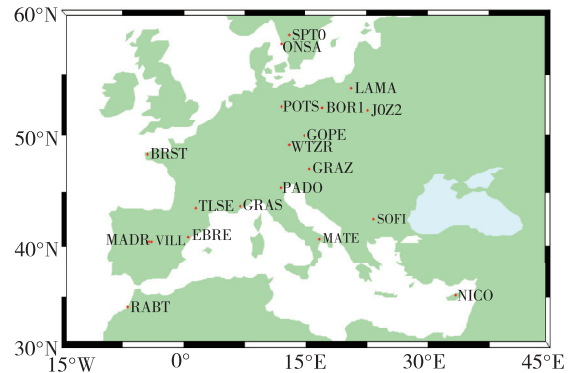 60°N
SPT0
ONSA
LAMA
POTS BOR1 J0Z2
50°N
GOPE
WTZR
BRST
GRAZ
PADO
TLSE GRAS
SOFI
MADR VILL EBRE
MATE
40°N
NICO
RABT
30°N
15°W 0° 15°E 30°E 45°E